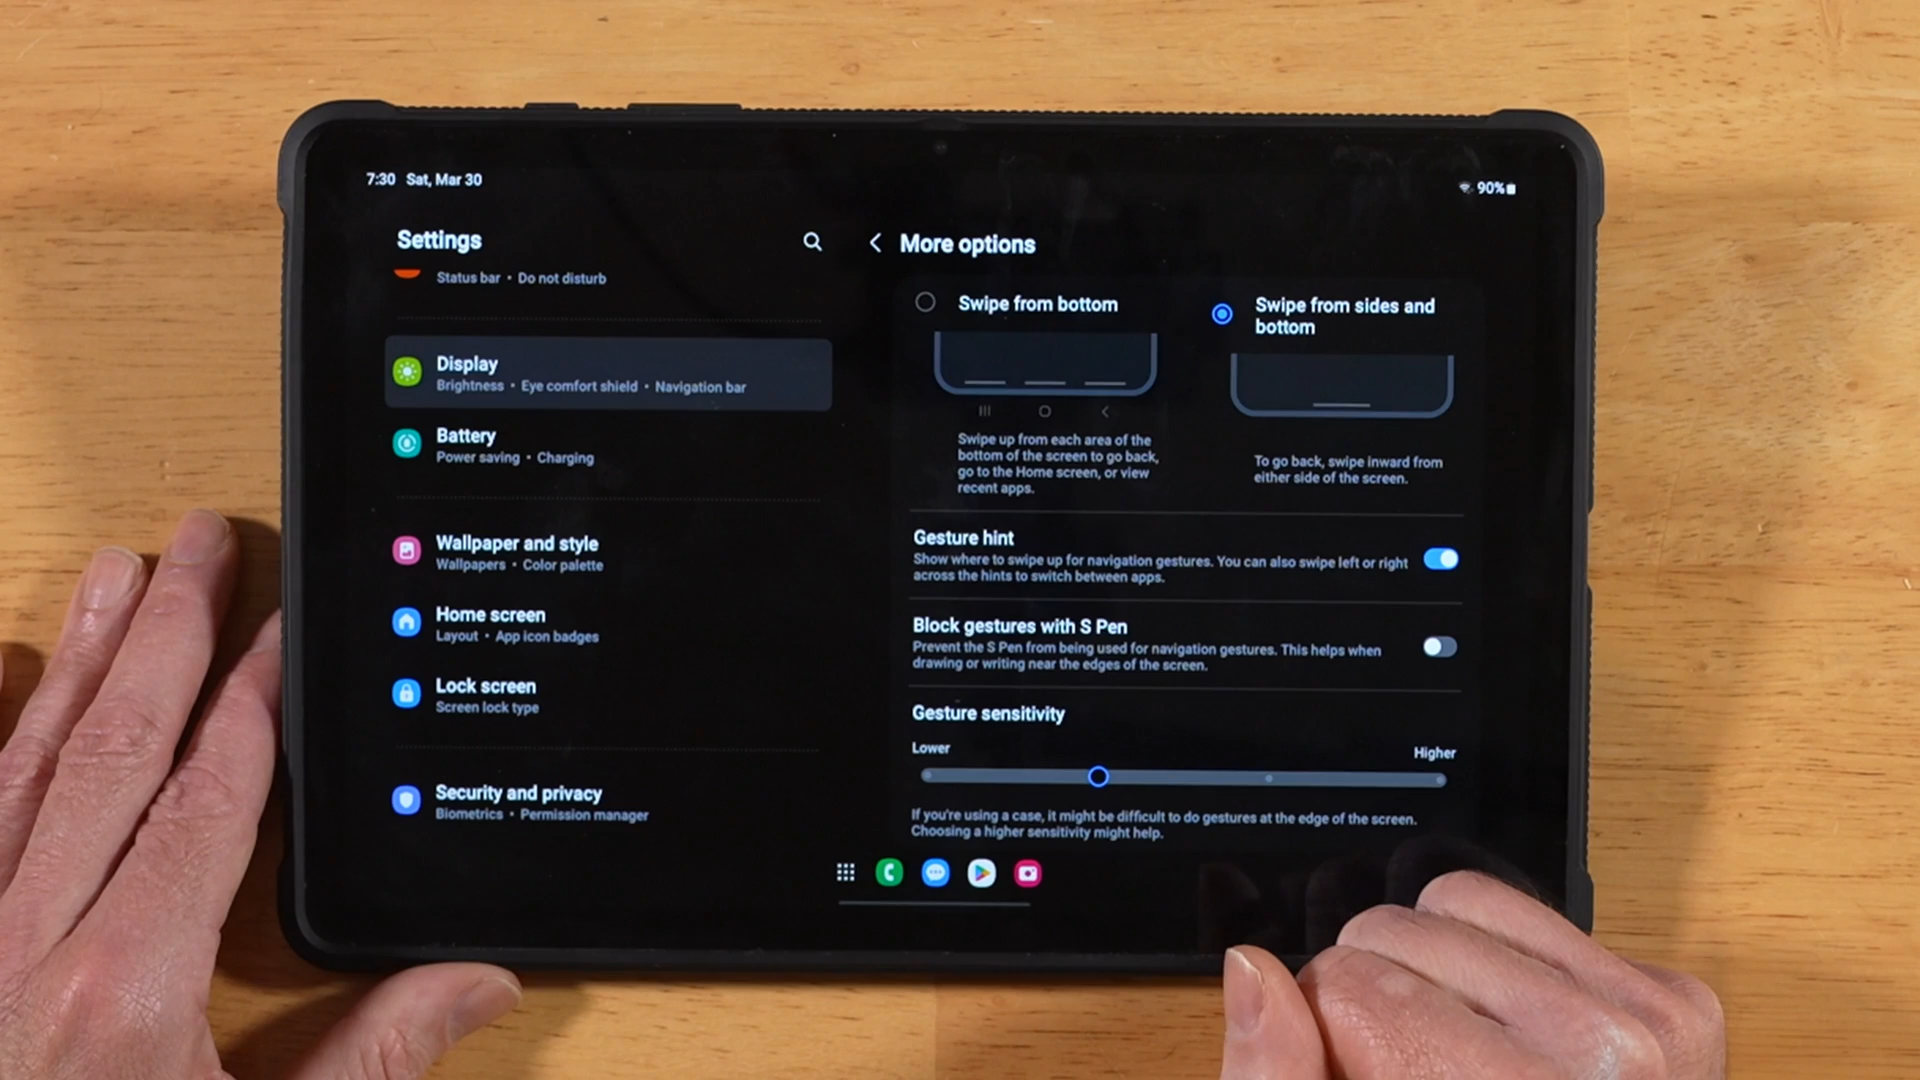 7:30 Sat, Mar 30
90%
Settings
Status bar • Do not disturb
Display
Brightness • Eye comfort shield • Navigation bar
Battery
Power saving • Charging
Wallpaper and style
Wallpapers • Color palette
Home screen
Layout • App icon badges
Lock screen
Screen lock type
Security and privacy
Biometrics • Permission manager
More options
Swipe from bottom
Swipe up from each area of the
bottom of the screen to go back,
go to the Home screen, or view
recent apps.
Swipe from sides and
bottom
To go back, swipe inward from
either side of the screen.
Gesture hint
Show where to swipe up for navigation gestures. You can also swipe left or right
across the hints to switch between apps.
Block gestures with S Pen
Prevent the S Pen from being used for navigation gestures. This helps when
drawing or writing near the edges of the screen.
Gesture sensitivity
Lower
Higher
If you're using a case, it might be difficult to do gestures at the edge of the screen.
Choosing a higher sensitivity might help.